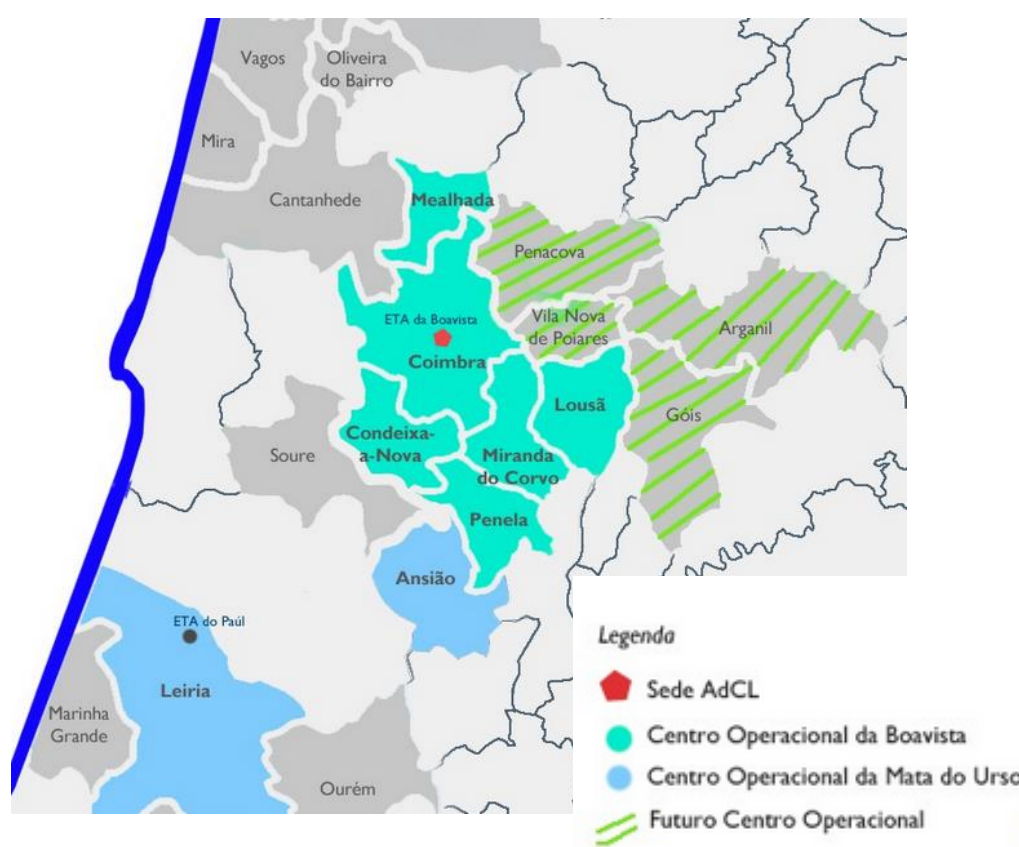 Vagos
Oliveira
do Bairro
Mira
Cantanhede
Mealhada
Penacova
ETA da Boavista
Vila Nova
de Poiares
Arganil
Coimbra
Lousã
Góis
Condeixa-
a-Nova
Soure
Miranda
do Corvo
Penela
Ansião
ETA do Paúl
Leiria
Marinha
Grande
Ourém
Legenda
Sede AdCL
Centro Operacional da Boavista
Centro Operacional da Mata do Urso
Futuro Centro Operacional